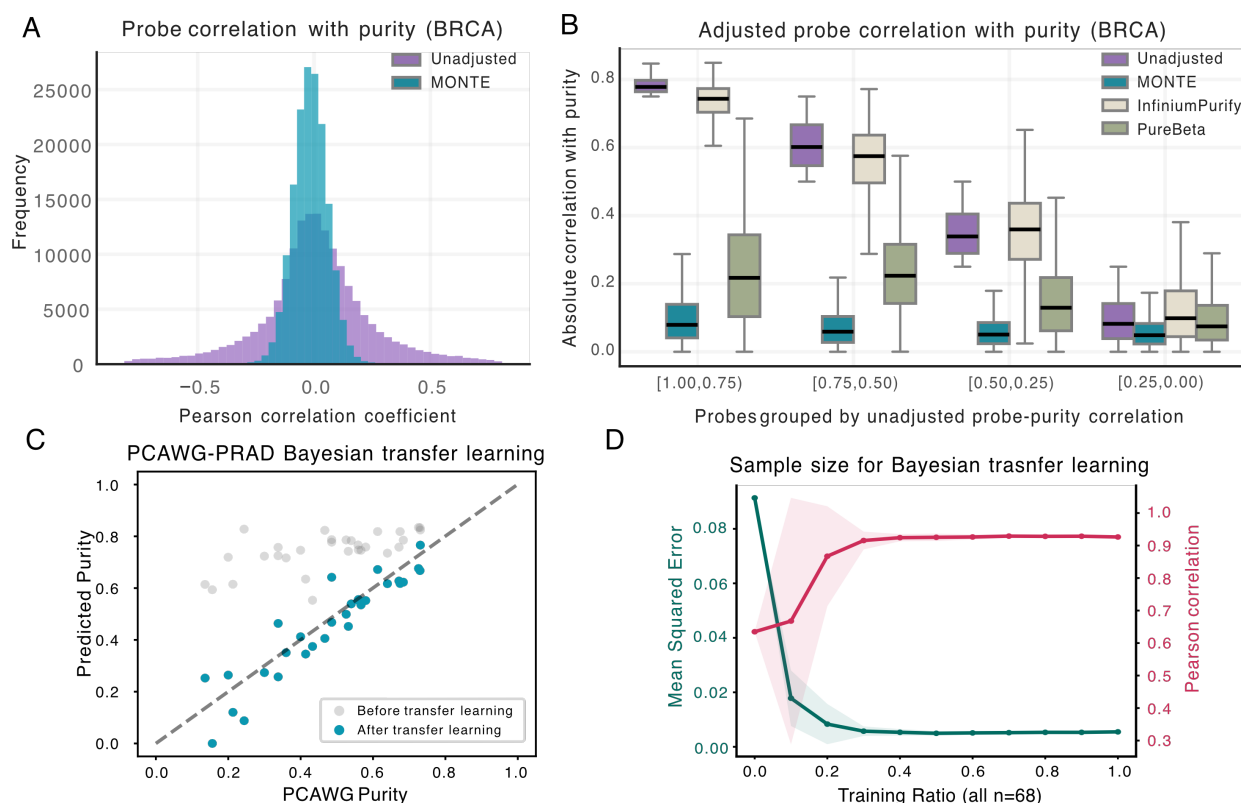 A
Probe correlation with purity (BRCA)
Unadjusted
MONTE
Frequency
25000
20000
15000
10000
5000
0
−0.5
0.0
0.5
Pearson correlation coefficient
B
Adjusted probe correlation with purity (BRCA)
Unadjusted
MONTE
InfiniumPurify
PureBeta
Absolute correlation with purity
0.8
0.6
0.4
0.2
0.0
[1.00,0.75)
[0.75,0.50)
[0.50,0.25)
[0.25,0.00)
Probes grouped by unadjusted probe-purity correlation
C
PCAWG-PRAD Bayesian transfer learning
Predicted Purity
1.0
0.8
0.6
0.4
0.2
0.0
Before transfer learning
After transfer learning
0.0
0.2
0.4
0.6
0.8
1.0
PCAWG Purity
D
Sample size for Bayesian trasnfer learning
Mean Squared Error
0.08
0.06
0.04
0.02
0.00
Pearson correlation
1.0
0.9
0.8
0.7
0.6
0.5
0.4
0.3
0.0
0.2
0.4
0.6
0.8
1.0
Training Ratio (all n=68)